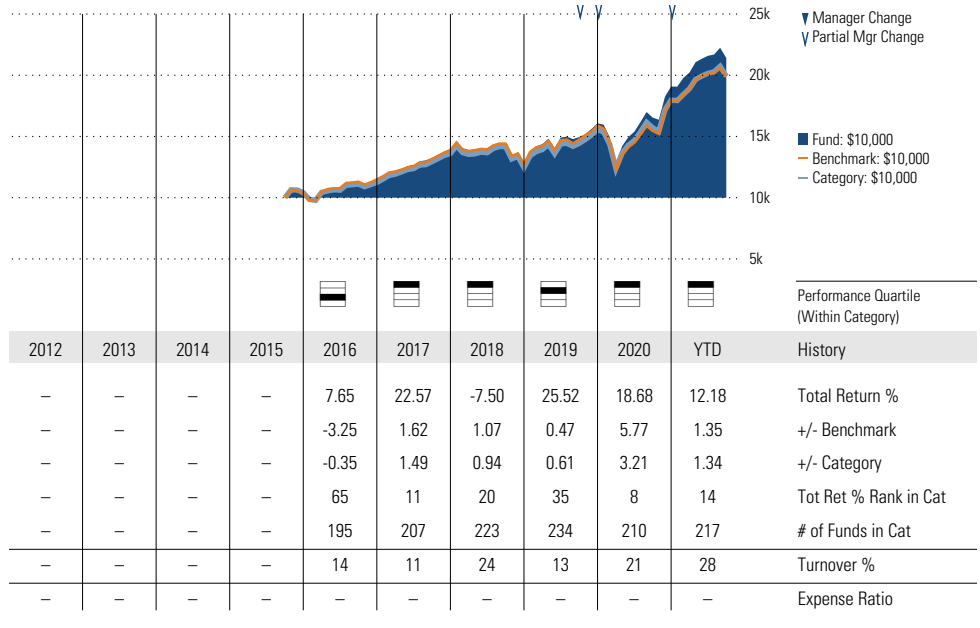 25k
20k
15k
10k
5k
Manager Change
Partial Mgr Change
Fund: $10,000
Benchmark: $10,000
Category: $10,000
Performance Quartile
(Within Category)
2012 2013 2014 2015 2016 2017 2018 2019 2020 YTD History
– – – – 7.65 22.57 -7.50 25.52 18.68 12.18 Total Return %
– – – – -3.25 1.62 1.07 0.47 5.77 1.35 +/- Benchmark
– – – – -0.35 1.49 0.94 0.61 3.21 1.34 +/- Category
– – – – 65 11 20 35 8 14 Tot Ret % Rank in Cat
– – – – 195 207 223 234 210 217 # of Funds in Cat
– – – – 14 11 24 13 21 28 Turnover %
– – – – – – – – – – Expense Ratio